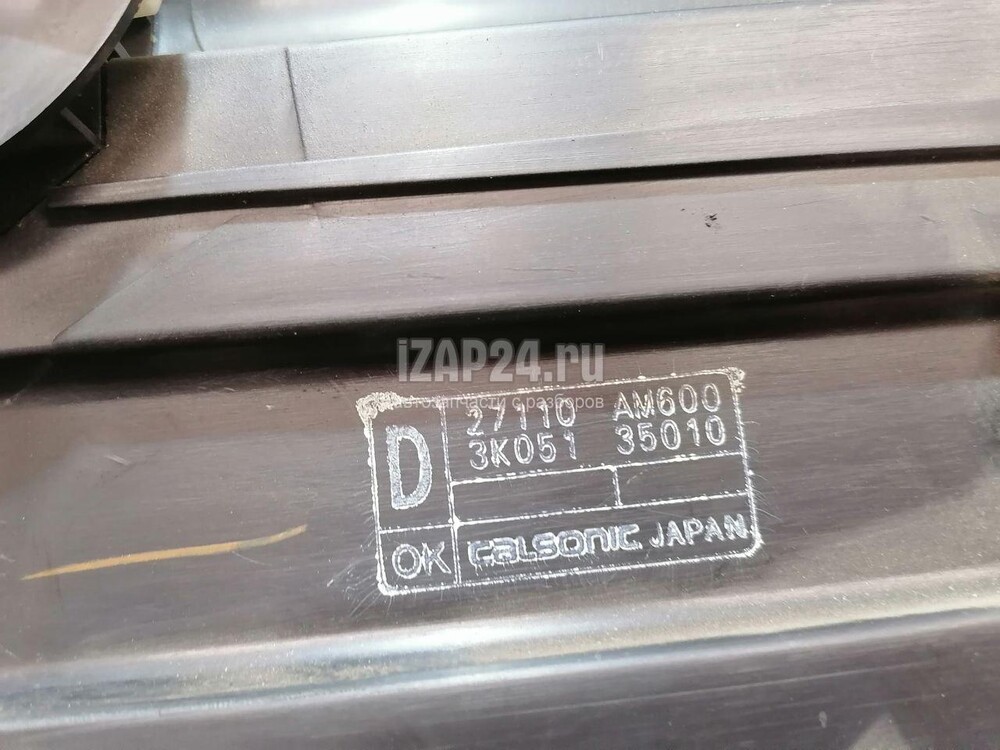 iZAP24.ru
автозапчасти с разборов
D
27110 AM600
3K051 35010
OK
calsonic JAPAN